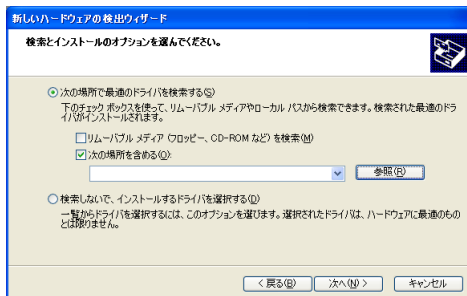 新しいハードウェアの検出ウィザード
検索とインストールのオプションを選んでください。
次の場所で最適のドライバを検索する(S)
下のチェック ボックスを使って、リムーバブル メディアやローカル パスから検索できます。検索された最適のドラ
イバがインストールされます。
リムーバブル メディア (フロッピー、CD-ROM など) を検索(M)
次の場所を含める(O):
参照(R)
検索しないで、インストールするドライバを選択する(D)
一覧からドライバを選択するには、このオプションを選びます。選択されたドライバは、ハードウェアに最適のもの
とは限りません。
< 戻る(B)
次へ(N) >
キャンセル